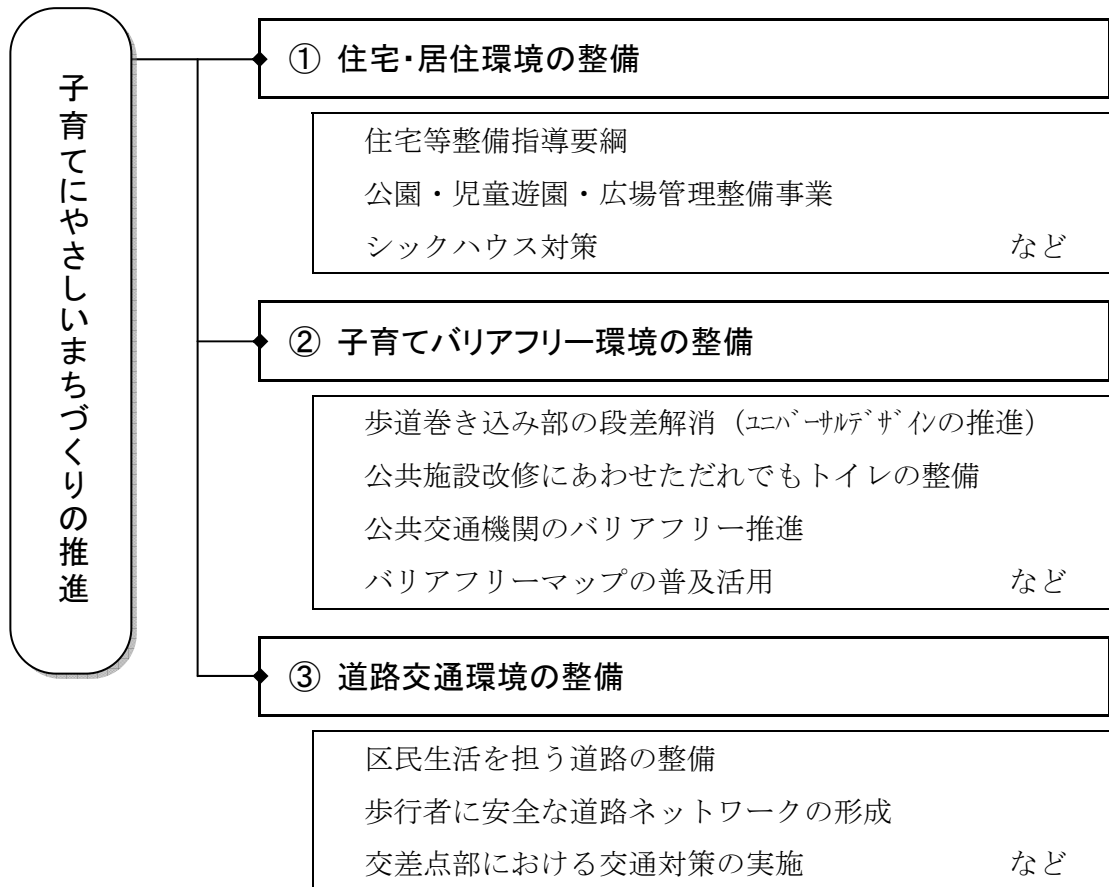 子育てにやさしいまちづくりの推進
① 住宅・居住環境の整備
住宅等整備指導要綱
公園・児童遊園・広場管理整備事業
シックハウス対策 など
② 子育てバリアフリー環境の整備
歩道巻き込み部の段差解消（ﾕﾆﾊﾞｰｻﾙﾃﾞｻﾞｲﾝの推進）
公共施設改修にあわせただれでもトイレの整備
公共交通機関のバリアフリー推進
バリアフリーマップの普及活用 など
③ 道路交通環境の整備
区民生活を担う道路の整備
歩行者に安全な道路ネットワークの形成
交差点部における交通対策の実施 など